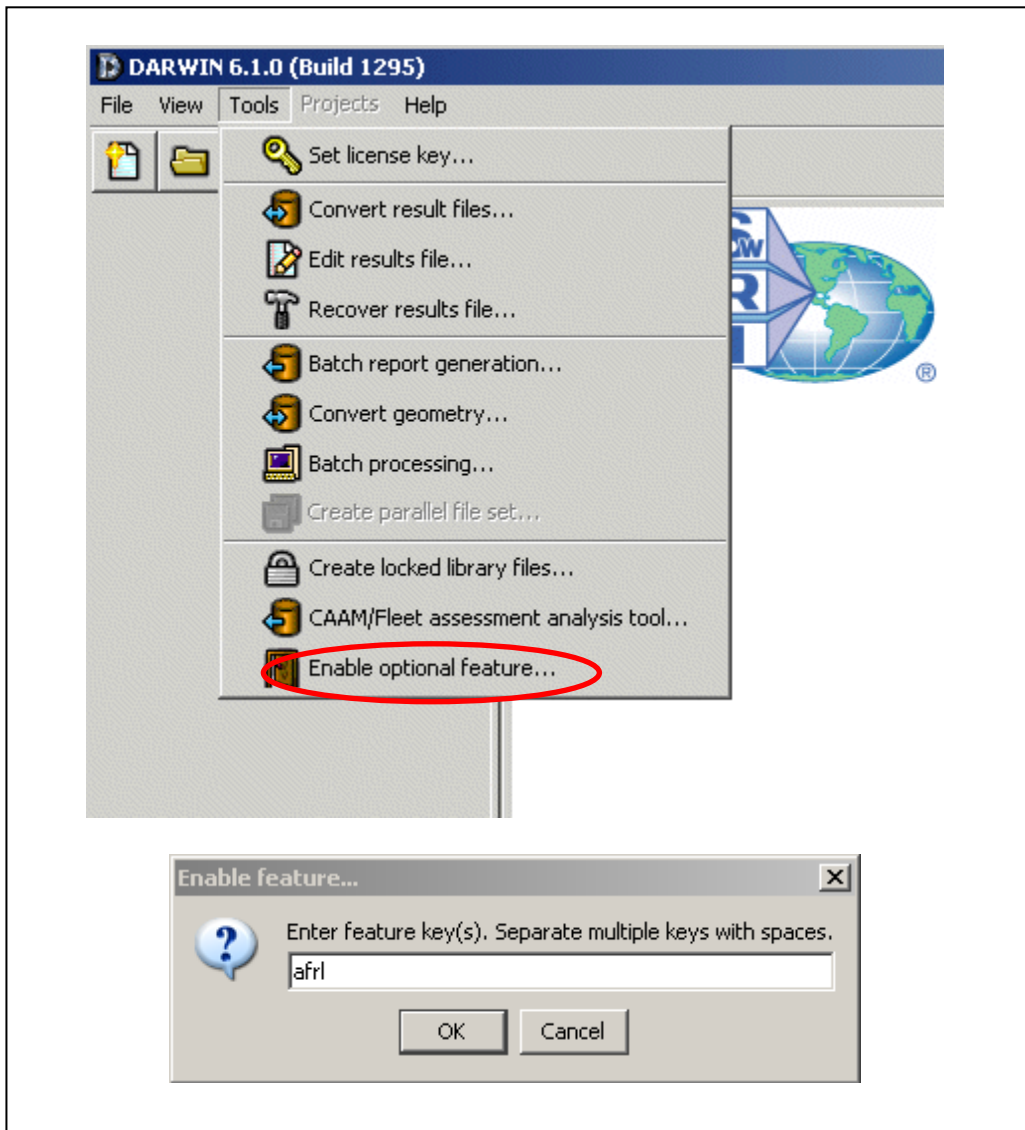 DARWIN 6.1.0 (Build 1295)
File View Tools Projects Help
Set license key...
Convert result files...
Edit results file...
Recover results file...
Batch report generation...
Convert geometry...
Batch processing...
Create parallel file set...
Create locked library files...
CAAM/Fleet assessment analysis tool...
Enable optional feature...
®
Enable feature...
Enter feature key(s). Separate multiple keys with spaces.
afrl
OK Cancel